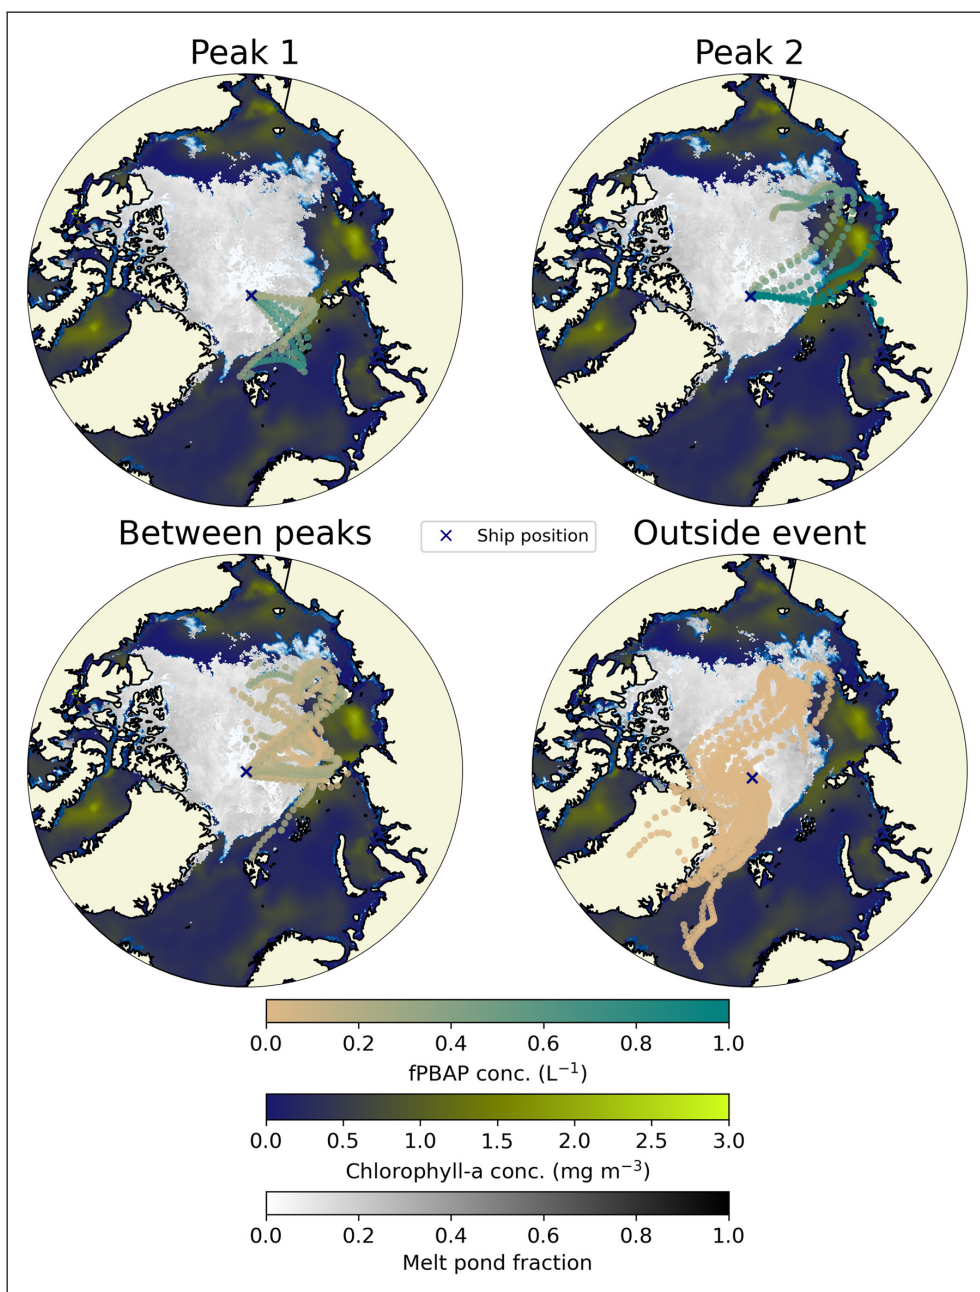 Peak 1
Peak 2
Between peaks
Ship position
Outside event
0.0 0.2 0.4 0.6 0.8 1.0
fPBAP conc. (L⁻¹)
0.0 0.5 1.0 1.5 2.0 2.5 3.0
Chlorophyll-a conc. (mg m⁻³)
0.0 0.2 0.4 0.6 0.8 1.0
Melt pond fraction